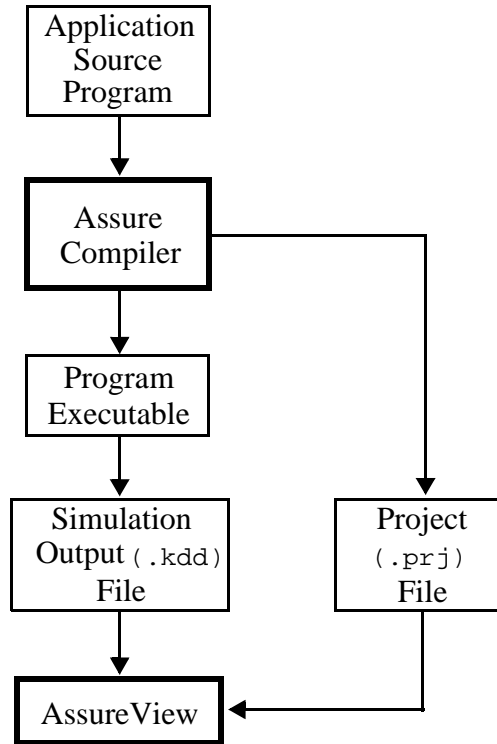 Application
Source
Program
Assure
Compiler
Program
Executable
Simulation
Output (.kdd)
File
Project
(.prj)
File
AssureView